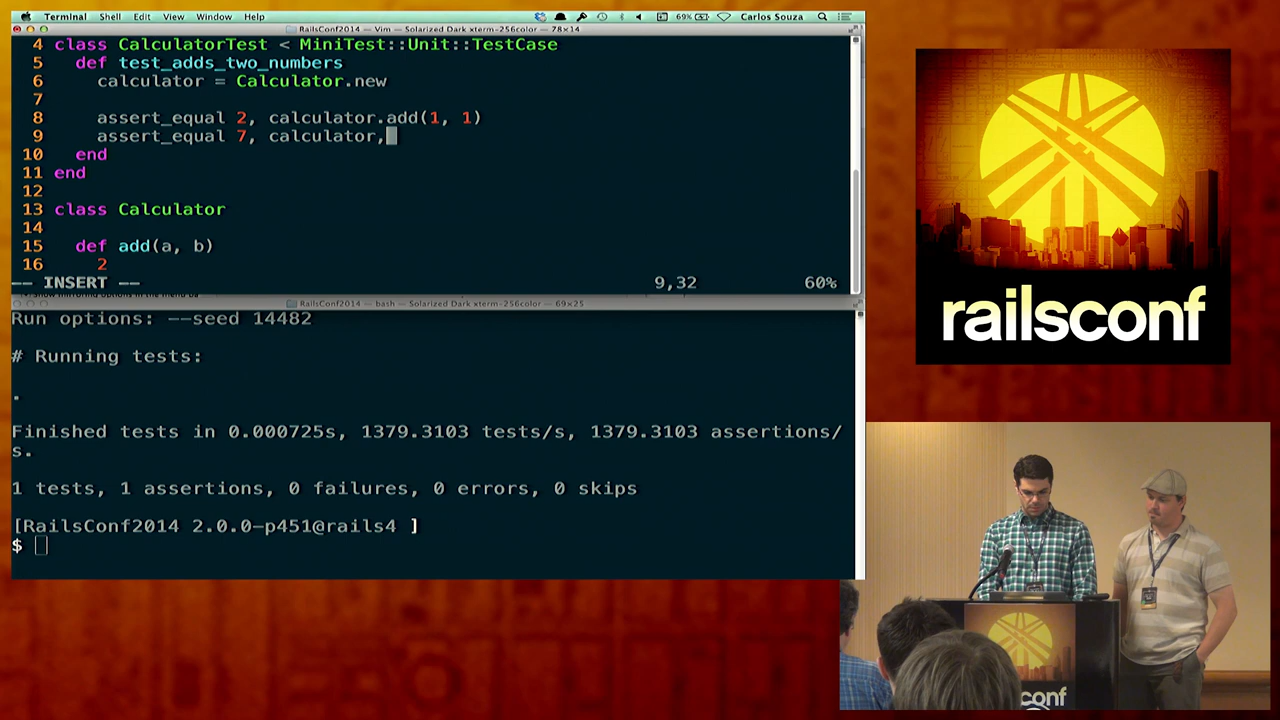 Terminal Shell Edit View Window Help 69% Carlos Souza
RailsConf2014 — Vim — Solarized Dark xterm-256color — 78×14
4 class CalculatorTest < MiniTest::Unit::TestCase
5 def test_adds_two_numbers
6 calculator = Calculator.new
7
8 assert_equal 2, calculator.add(1, 1)
9 assert_equal 7, calculator,
10 end
11 end
12
13 class Calculator
14
15 def add(a, b)
16 2
-- INSERT -- 9,32 60%
RailsConf2014 — bash — Solarized Dark xterm-256color — 69×25
Run options: --seed 14482
# Running tests:
.
Finished tests in 0.000725s, 1379.3103 tests/s, 1379.3103 assertions/
s.
1 tests, 1 assertions, 0 failures, 0 errors, 0 skips
[RailsConf2014 2.0.0-p451@rails4 ]
$
railsconf
conf